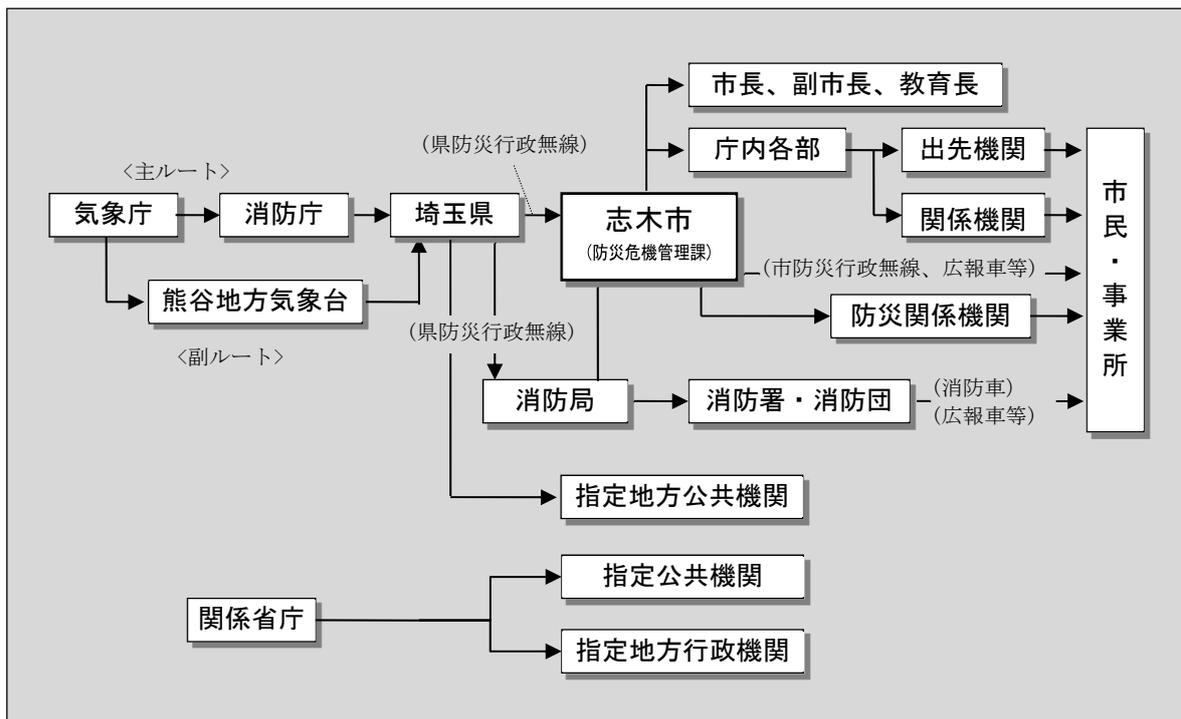 市長、副市長、教育長
(県防災行政無線)
庁内各部
出先機関
<主ルート>
気象庁
消防庁
埼玉県
志木市
(防災危機管理課)
関係機関
市民・事業所
(市防災行政無線、広報車等)
熊谷地方気象台
防災関係機関
(県防災行政無線)
<副ルート>
消防局
消防署・消防団
(消防車)
(広報車等)
指定地方公共機関
指定公共機関
関係省庁
指定地方行政機関